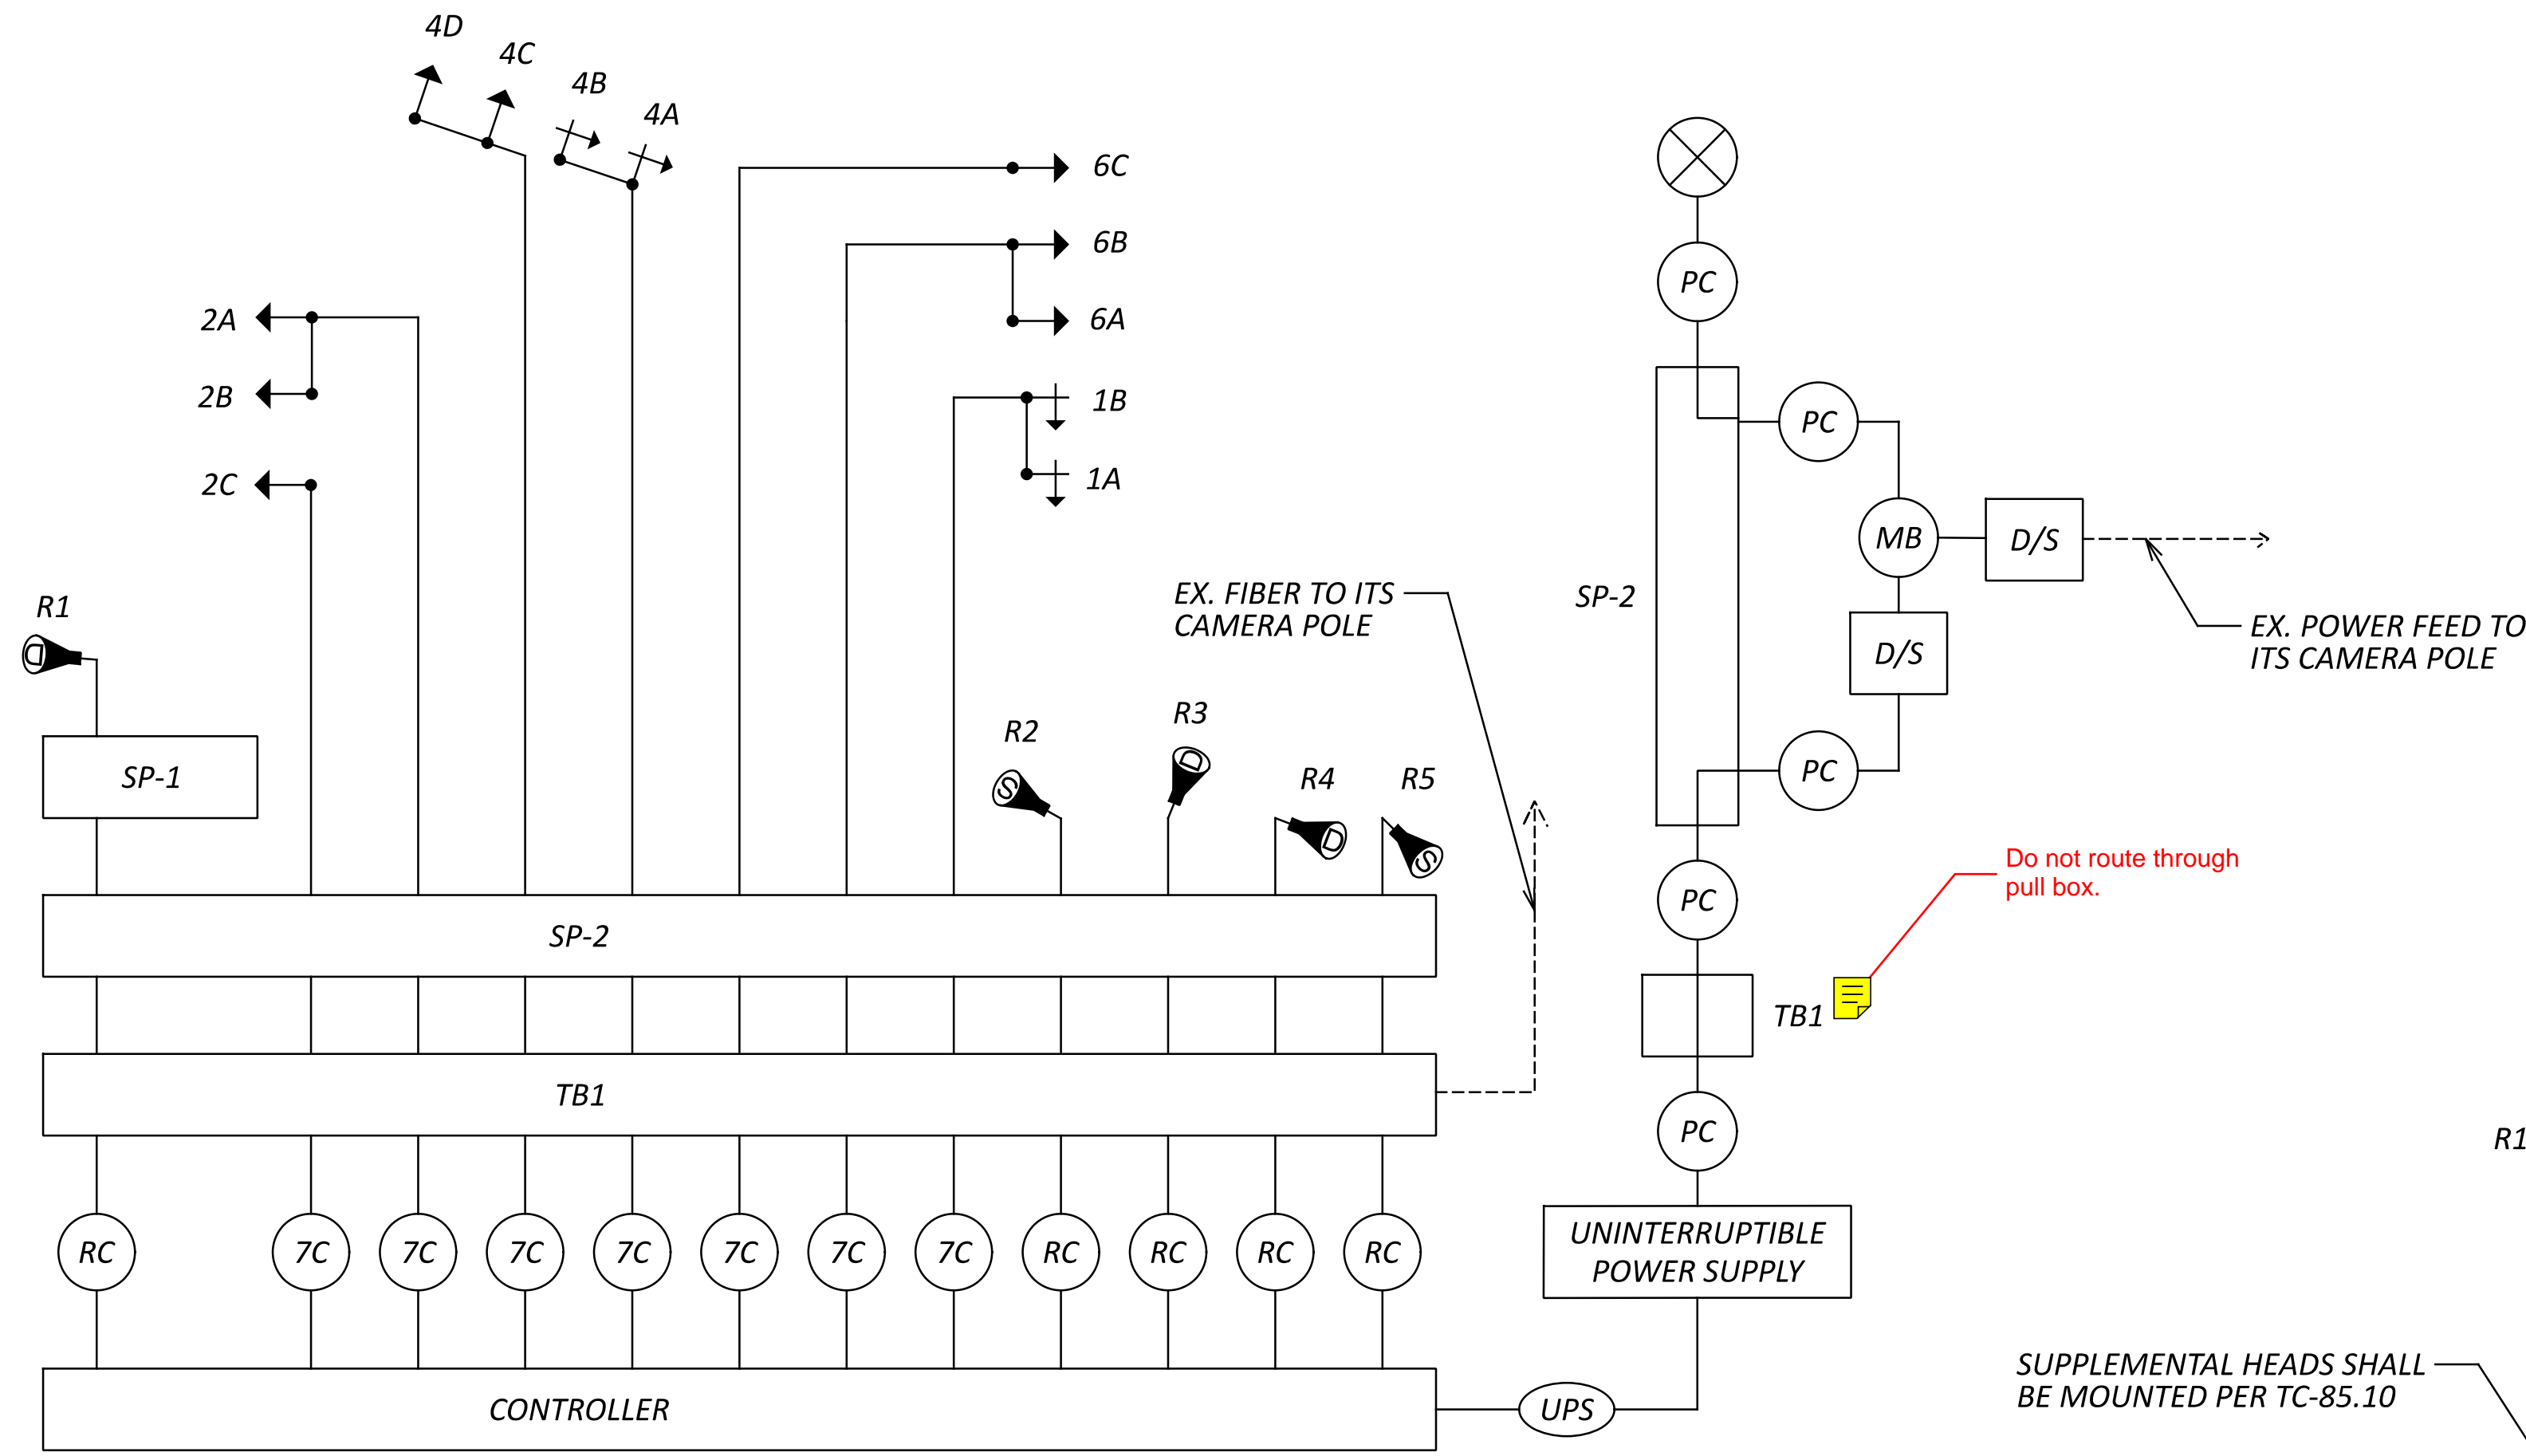 4D
4C
4B
4A
6C
6B
6A
2A
2B
2C
1B
1A
R1
D
SP-1
R2
S
R3
D
R4
D
R5
S
EX. FIBER TO ITS
CAMERA POLE
SP-2
TB1
RC
7C
7C
7C
7C
7C
7C
7C
RC
RC
RC
RC
CONTROLLER
UPS
PC
PC
MB
D/S
SP-2
D/S
EX. POWER FEED TO
ITS CAMERA POLE
PC
PC
Do not route through
pull box.
TB1
PC
UNINTERRUPTIBLE
POWER SUPPLY
R1
SUPPLEMENTAL HEADS SHALL
BE MOUNTED PER TC-85.10